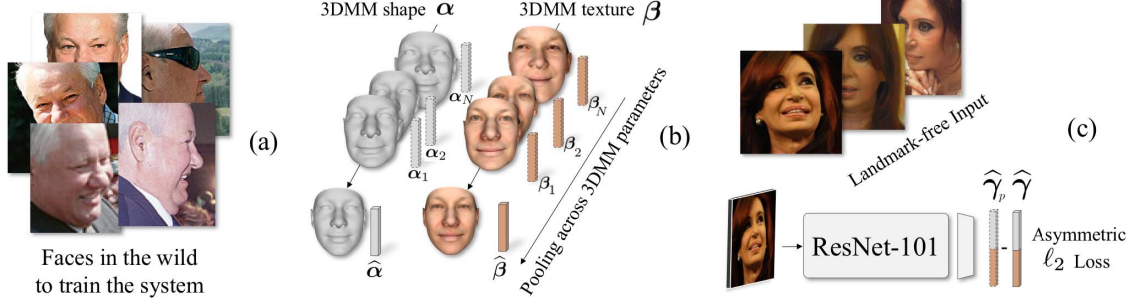 Faces in the wild
to train the system
(a)
3DMM shape α
3DMM texture β
α_N
α_2
α_1
β_N
β_2
β_1
α̂
β̂
Pooling across 3DMM parameters
(b)
(c)
Landmark-free Input
ResNet-101
γ̂_p - γ̂
Asymmetric
ℓ_2 Loss